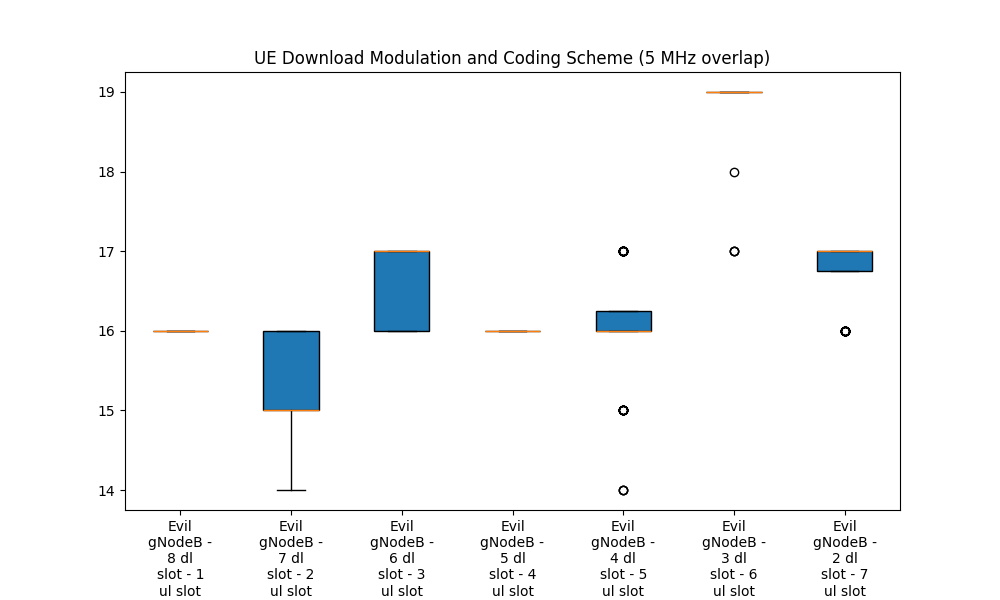 UE Download Modulation and Coding Scheme (5 MHz overlap)
19
18
17
16
15
14
Evil
gNodeB -
8 dl
slot - 1
ul slot
Evil
gNodeB -
7 dl
slot - 2
ul slot
Evil
gNodeB -
6 dl
slot - 3
ul slot
Evil
gNodeB -
5 dl
slot - 4
ul slot
Evil
gNodeB -
4 dl
slot - 5
ul slot
Evil
gNodeB -
3 dl
slot - 6
ul slot
Evil
gNodeB -
2 dl
slot - 7
ul slot